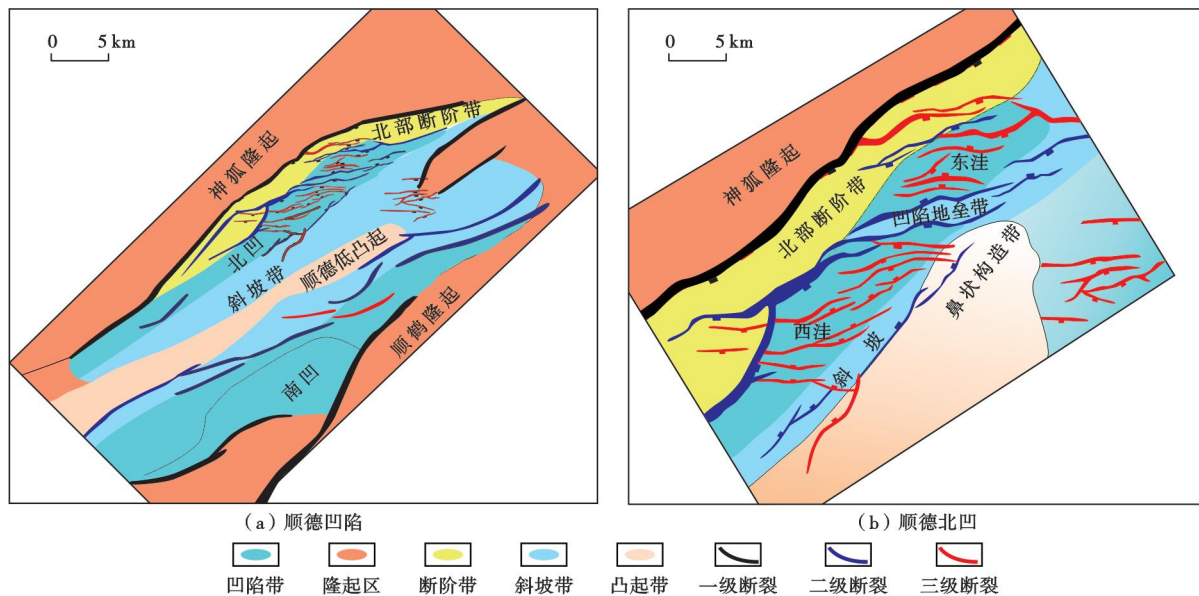 0 5 km
北部断阶带
神狐隆起
北凹
斜坡带
顺德低凸起
顺鹤隆起
南凹
(a)顺德凹陷
0 5 km
神狐隆起
东洼
北部断阶带
凹陷地垒带
鼻状构造带
西洼
斜坡
(b)顺德北凹
凹陷带 隆起区 断阶带 斜坡带 凸起带 一级断裂 二级断裂 三级断裂